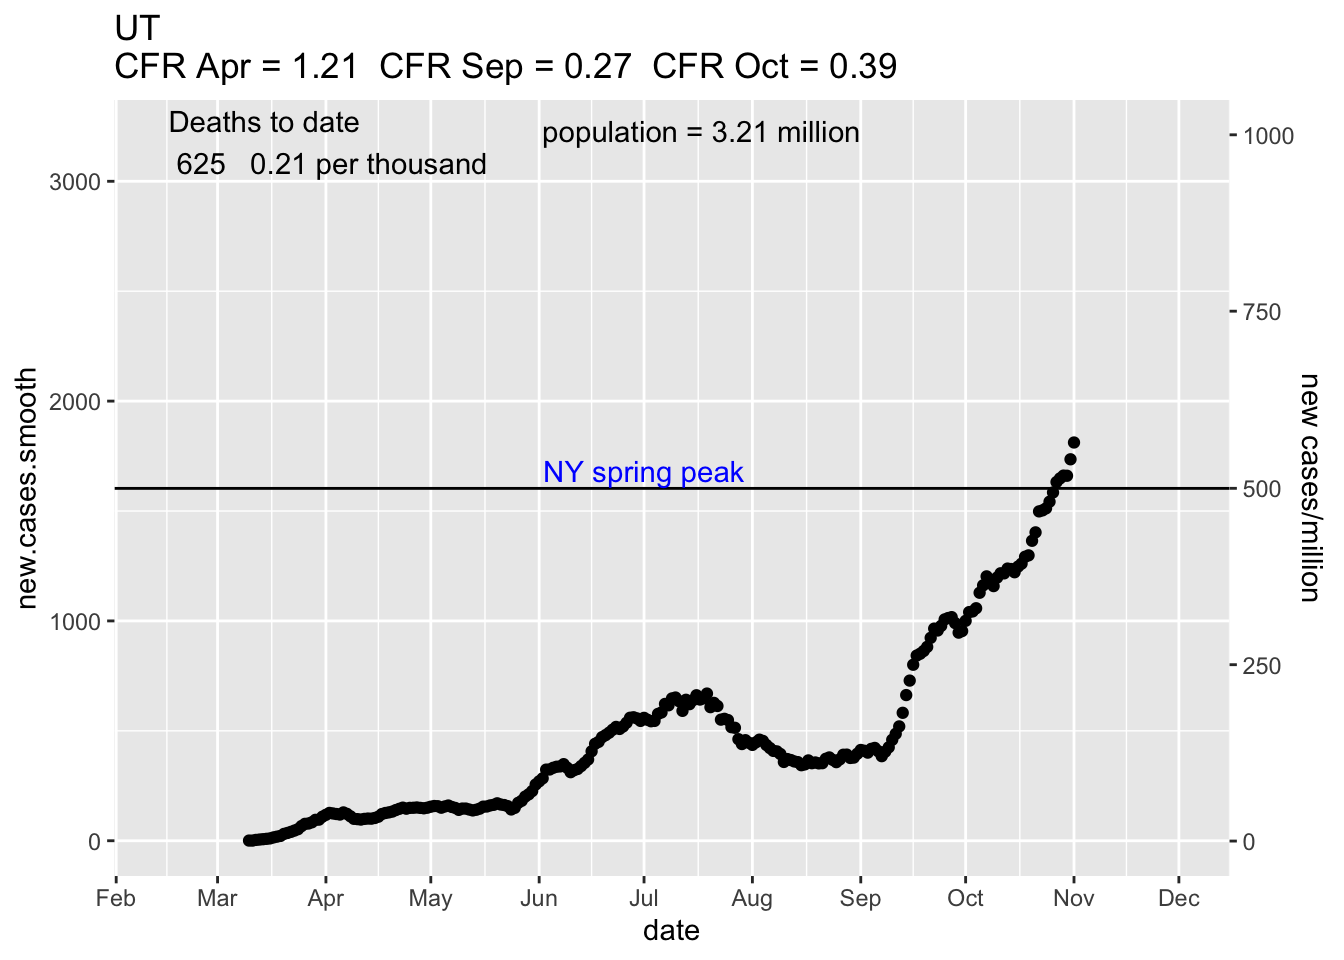 UT
CFR Apr = 1.21  CFR Sep = 0.27  CFR Oct = 0.39
Deaths to date
625   0.21 per thousand
population = 3.21 million
NY spring peak
new.cases.smooth
3000
2000
1000
0
new cases/million
1000
750
500
250
0
Feb Mar Apr May Jun Jul Aug Sep Oct Nov Dec
date